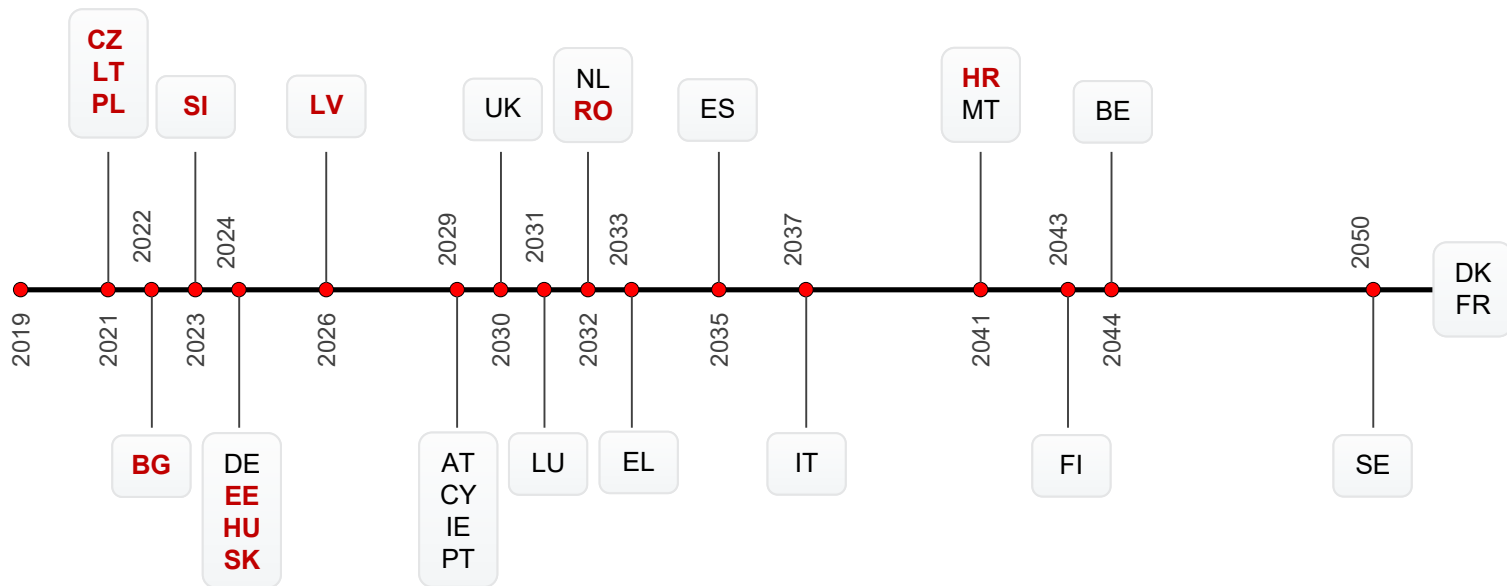 CZ
LT
PL
SI
LV
UK
NL
RO
ES
HR
MT
BE
2022
2024
2029
2031
2033
2037
2043
2050
DK
FR
2019
2021
2023
2026
2030
2032
2035
2041
2044
BG
DE
EE
HU
SK
AT
CY
IE
PT
LU
EL
IT
FI
SE